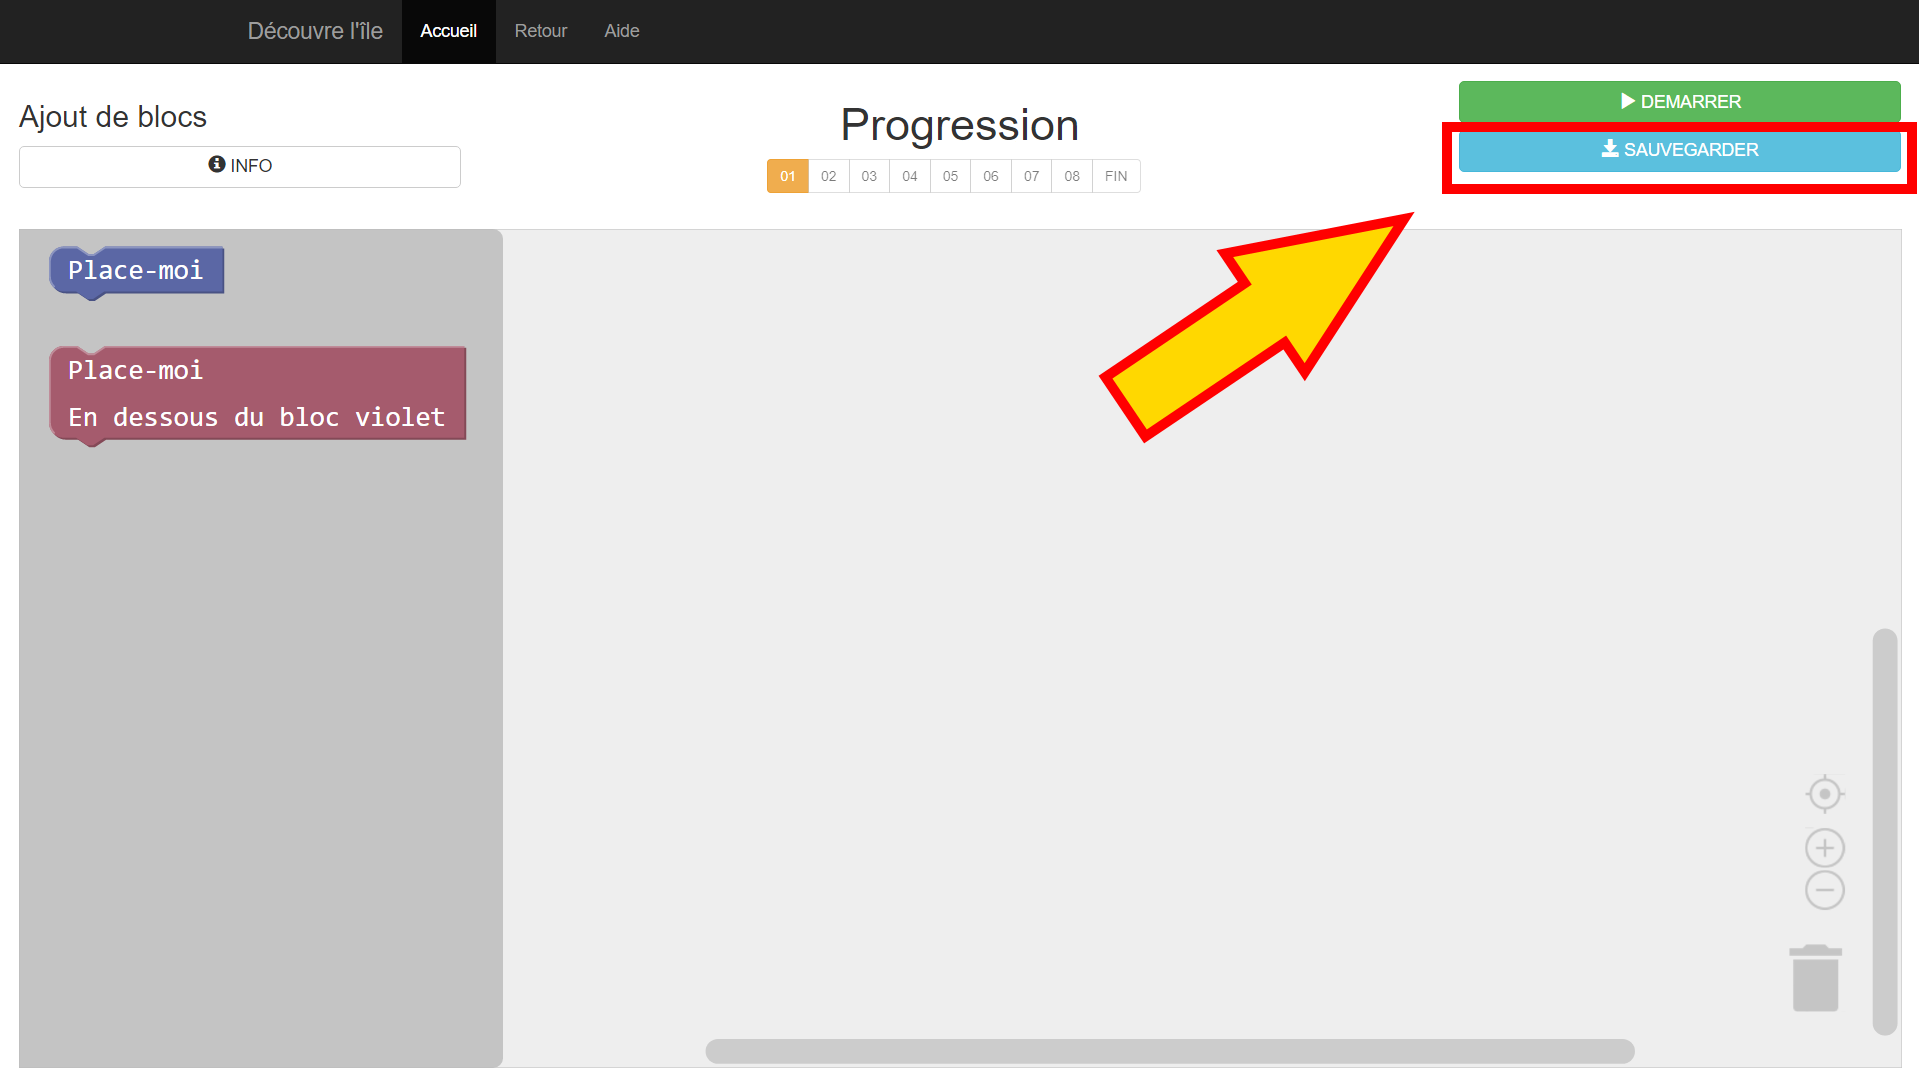 Découvre l'île Accueil Retour Aide
Ajout de blocs
INFO
Progression
01 02 03 04 05 06 07 08 FIN
DEMARRER
SAUVEGARDER
Place-moi
Place-moi
En dessous du bloc violet